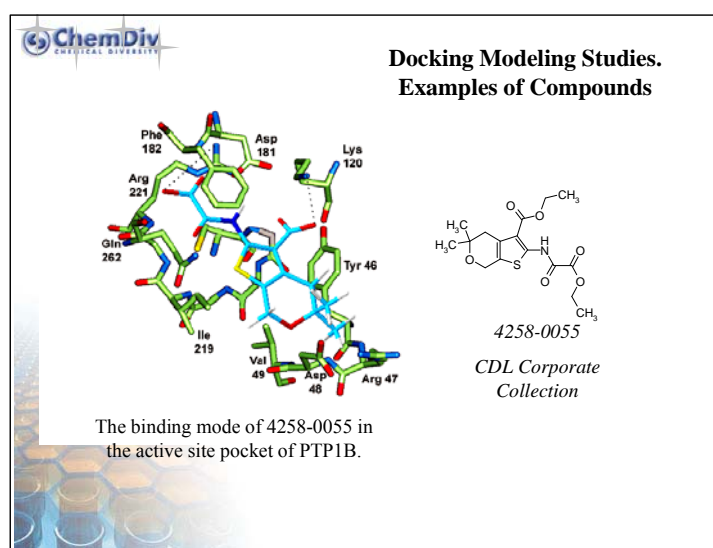 ChemDiv
CHEMICAL DIVERSITY
Docking Modeling Studies.
Examples of Compounds
Phe
182
Asp
181
Lys
120
Arg
221
Gln
262
Tyr 46
Ile
219
Val
49
Asp
48
Arg 47
O
O
CH3
H3C
H3C
O
S
NH
O
O
O
CH3
4258-0055
CDL Corporate
Collection
The binding mode of 4258-0055 in
the active site pocket of PTP1B.